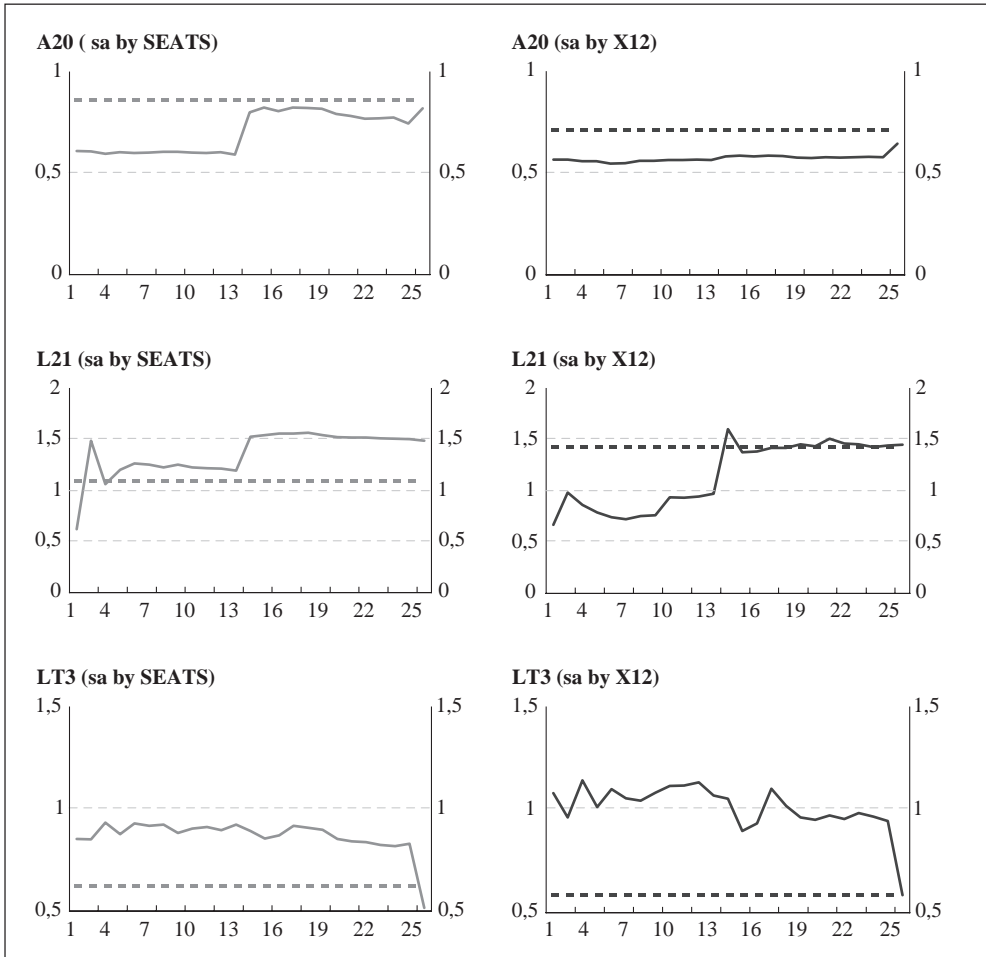 A20 ( sa by SEATS)
1 1
0,5 0,5
0 0
1 4 7 10 13 16 19 22 25
A20 (sa by X12)
1 1
0,5 0,5
0 0
1 4 7 10 13 16 19 22 25
L21 (sa by SEATS)
2 2
1,5 1,5
1 1
0,5 0,5
0 0
1 4 7 10 13 16 19 22 25
L21 (sa by X12)
2 2
1,5 1,5
1 1
0,5 0,5
0 0
1 4 7 10 13 16 19 22 25
LT3 (sa by SEATS)
1,5 1,5
1 1
0,5 0,5
1 4 7 10 13 16 19 22 25
LT3 (sa by X12)
1,5 1,5
1 1
0,5 0,5
1 4 7 10 13 16 19 22 25